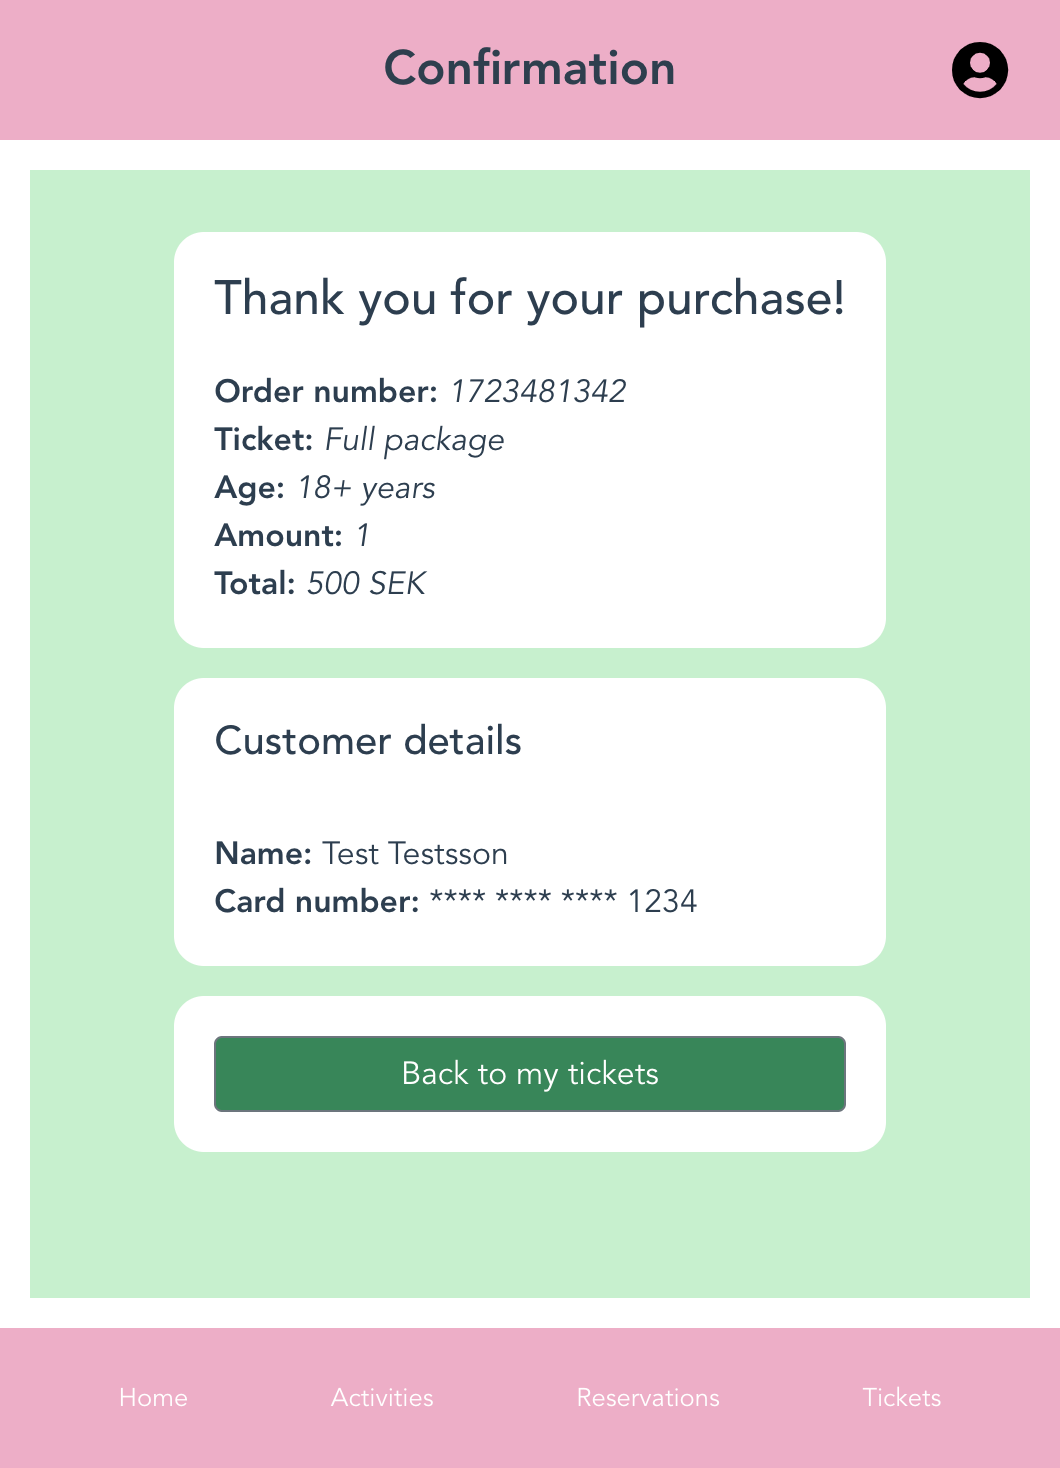 Confirmation
Thank you for your purchase!
Order number: 1723481342
Ticket: Full package
Age: 18+ years
Amount: 1
Total: 500 SEK
Customer details
Name: Test Testsson
Card number: **** **** **** 1234
Back to my tickets
Home Activities Reservations Tickets